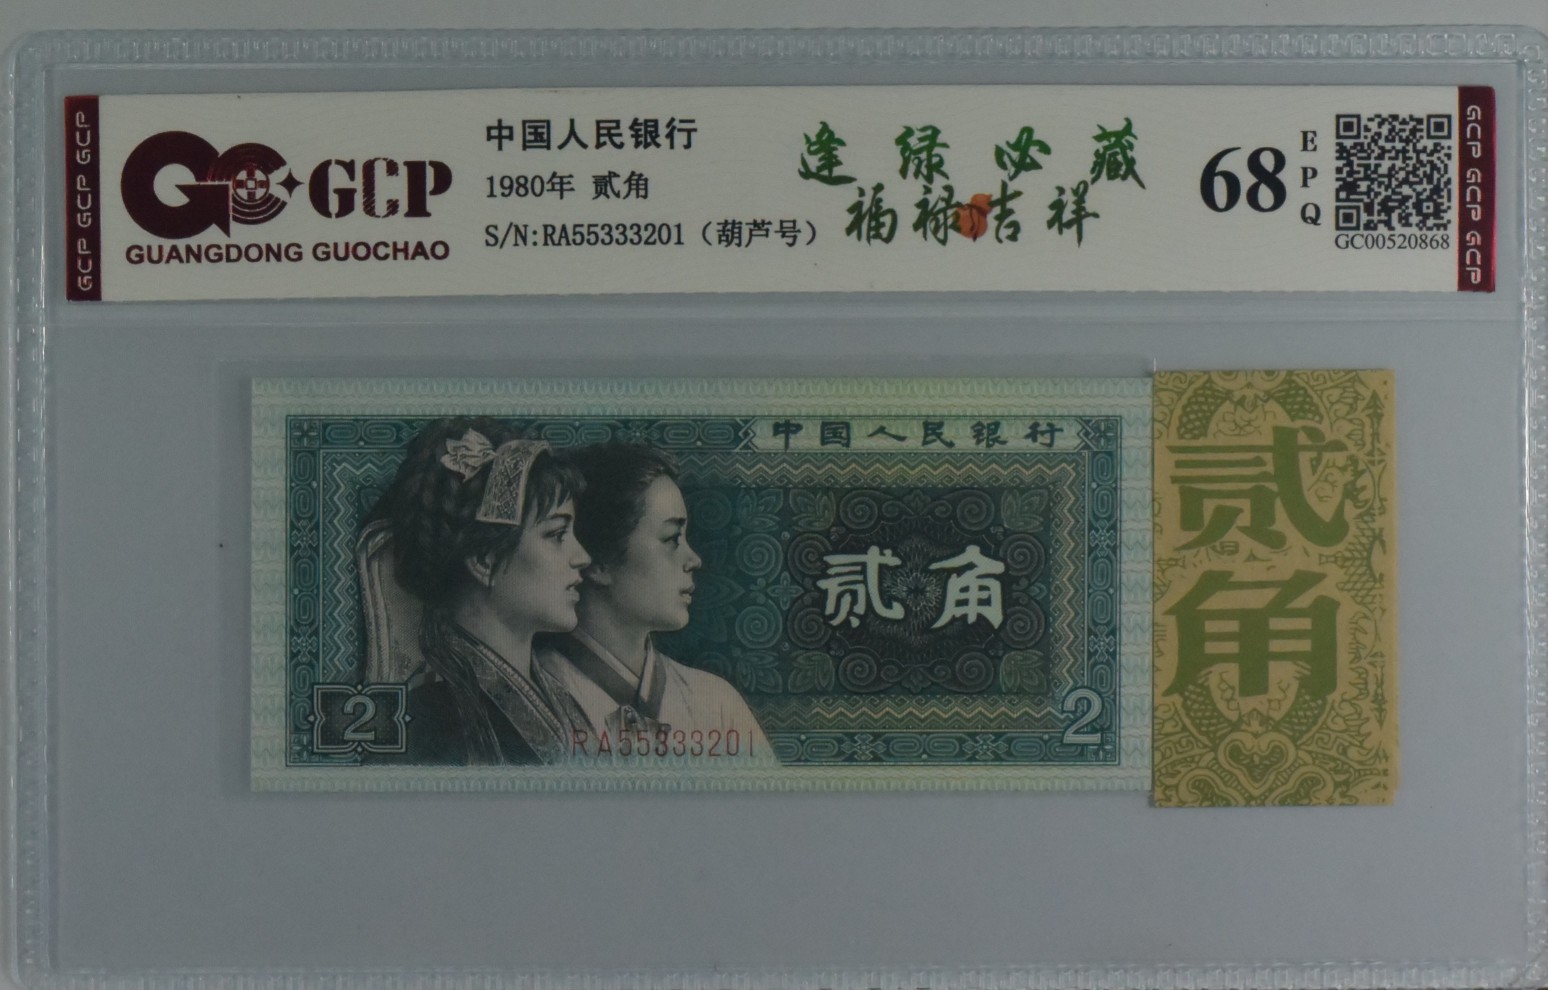 GCP GCP GCP
GCP
GUANGDONG GUOCHAO
中国人民银行
1980年 贰角
S/N:RA55333201（葫芦号）
逢绿必藏
福禄吉祥
68
EPQ
GC00520868
GCP GCP GCP
中国人民银行
贰角
2
2
RA55333201
贰角